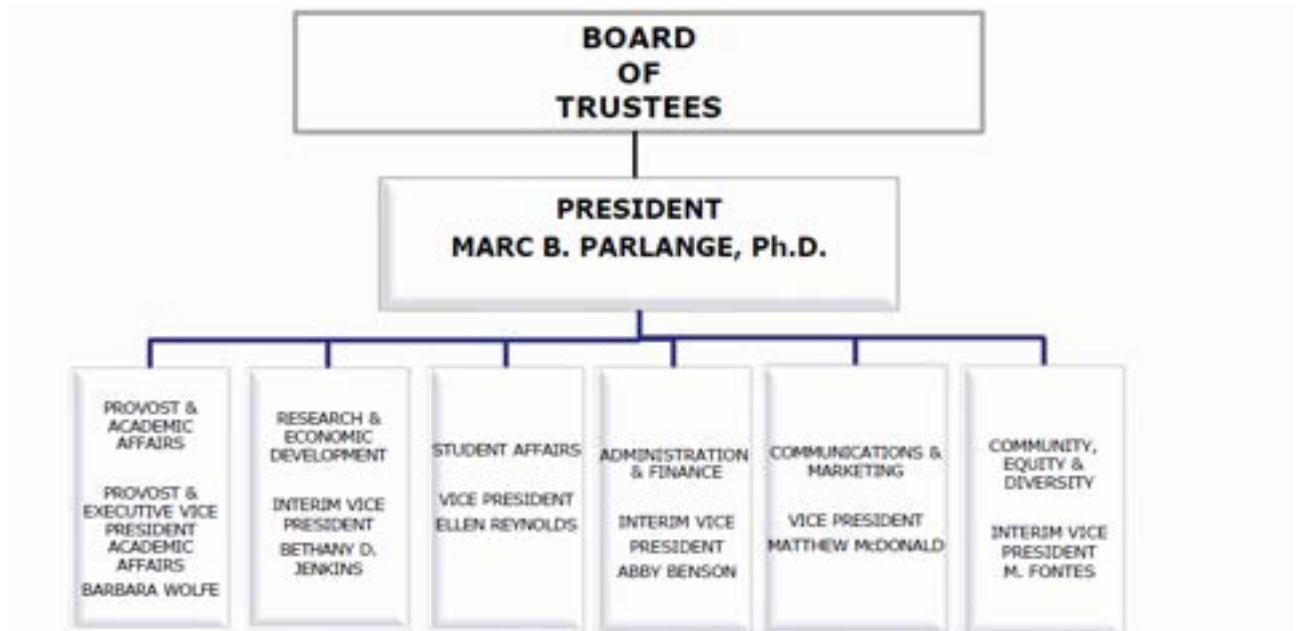 BOARD
OF
TRUSTEES
PRESIDENT
MARC B. PARLANGE, Ph.D.
PROVOST &
ACADEMIC
AFFAIRS
PROVOST &
EXECUTIVE VICE
PRESIDENT
ACADEMIC
AFFAIRS
BARBARA WOLFE
RESEARCH &
ECONOMIC
DEVELOPMENT
INTERIM VICE
PRESIDENT
BETHANY D.
JENKINS
STUDENT AFFAIRS
VICE PRESIDENT
ELLEN REYNOLDS
ADMINISTRATION
& FINANCE
INTERIM VICE
PRESIDENT
ABBY BENSON
COMMUNICATIONS &
MARKETING
VICE PRESIDENT
MATTHEW McDONALD
COMMUNITY,
EQUITY &
DIVERSITY
INTERIM VICE
PRESIDENT
M. FONTES